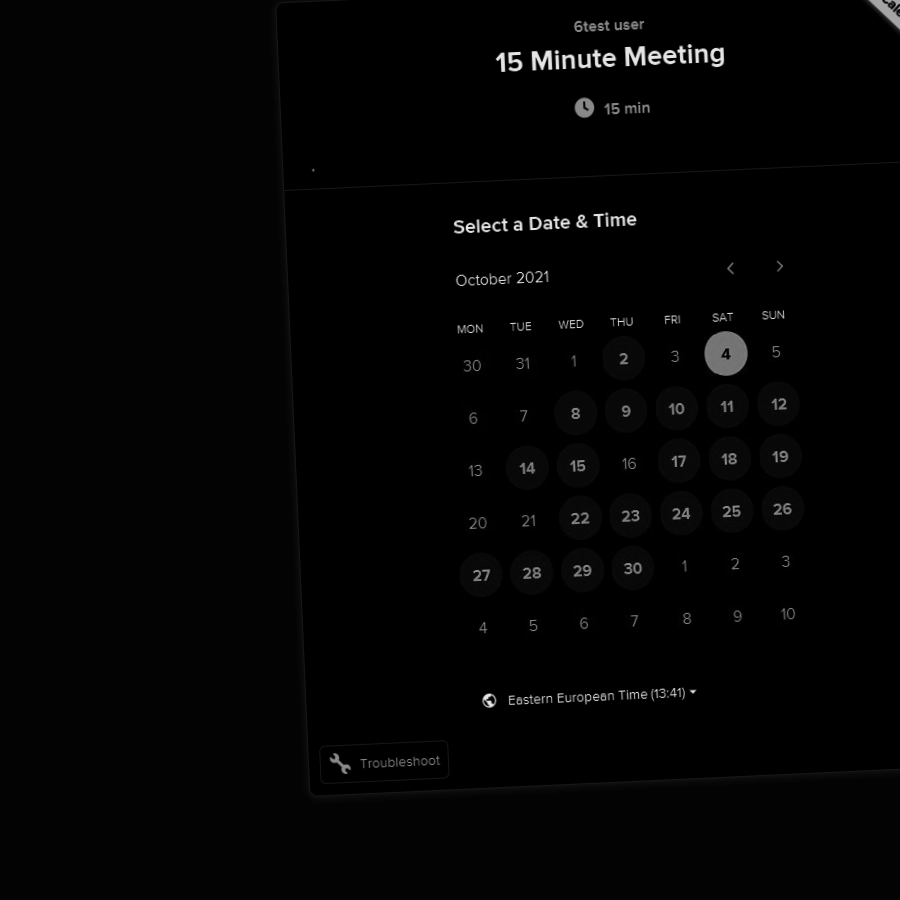 6test user
15 Minute Meeting
15 min
Select a Date & Time
October 2021
MON TUE WED THU FRI SAT SUN
30 31 1 2 3 4 5
6 7 8 9 10 11 12
13 14 15 16 17 18 19
20 21 22 23 24 25 26
27 28 29 30 1 2 3
4 5 6 7 8 9 10
Eastern European Time (13:41)
Troubleshoot